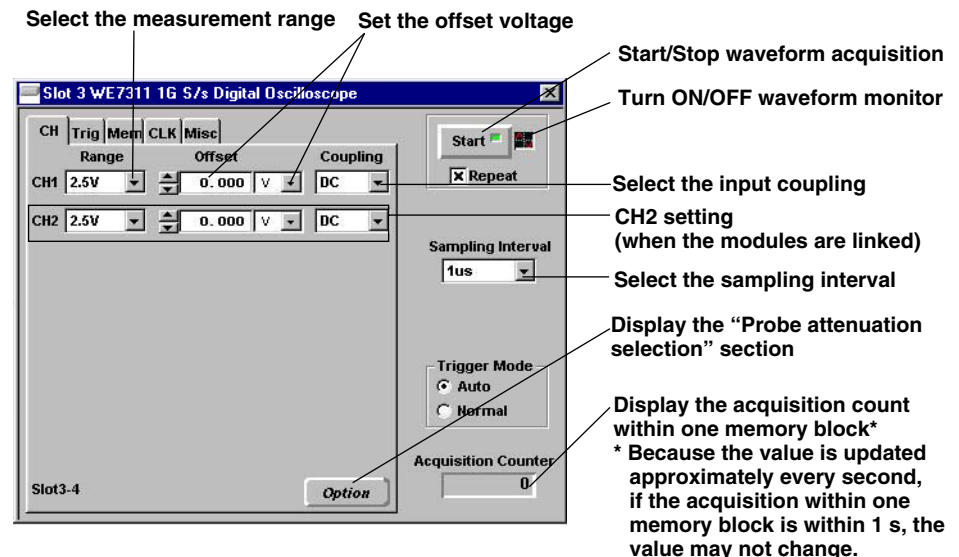 Select the measurement range
Set the offset voltage
Start/Stop waveform acquisition
Slot 3 WE7311 1G S/s Digital Oscilloscope
Turn ON/OFF waveform monitor
CH Trig Mem CLK Misc
Start
Range Offset Coupling
Repeat
CH1 2.5V 0.000 V DC
Select the input coupling
CH2 2.5V 0.000 V DC
CH2 setting
(when the modules are linked)
Sampling Interval
1us
Select the sampling interval
Display the “Probe attenuation
selection” section
Trigger Mode
Auto
Normal
Display the acquisition count
within one memory block*
* Because the value is updated
approximately every second,
if the acquisition within one
memory block is within 1 s, the
value may not change.
Acquisition Counter
0
Slot3-4
Option